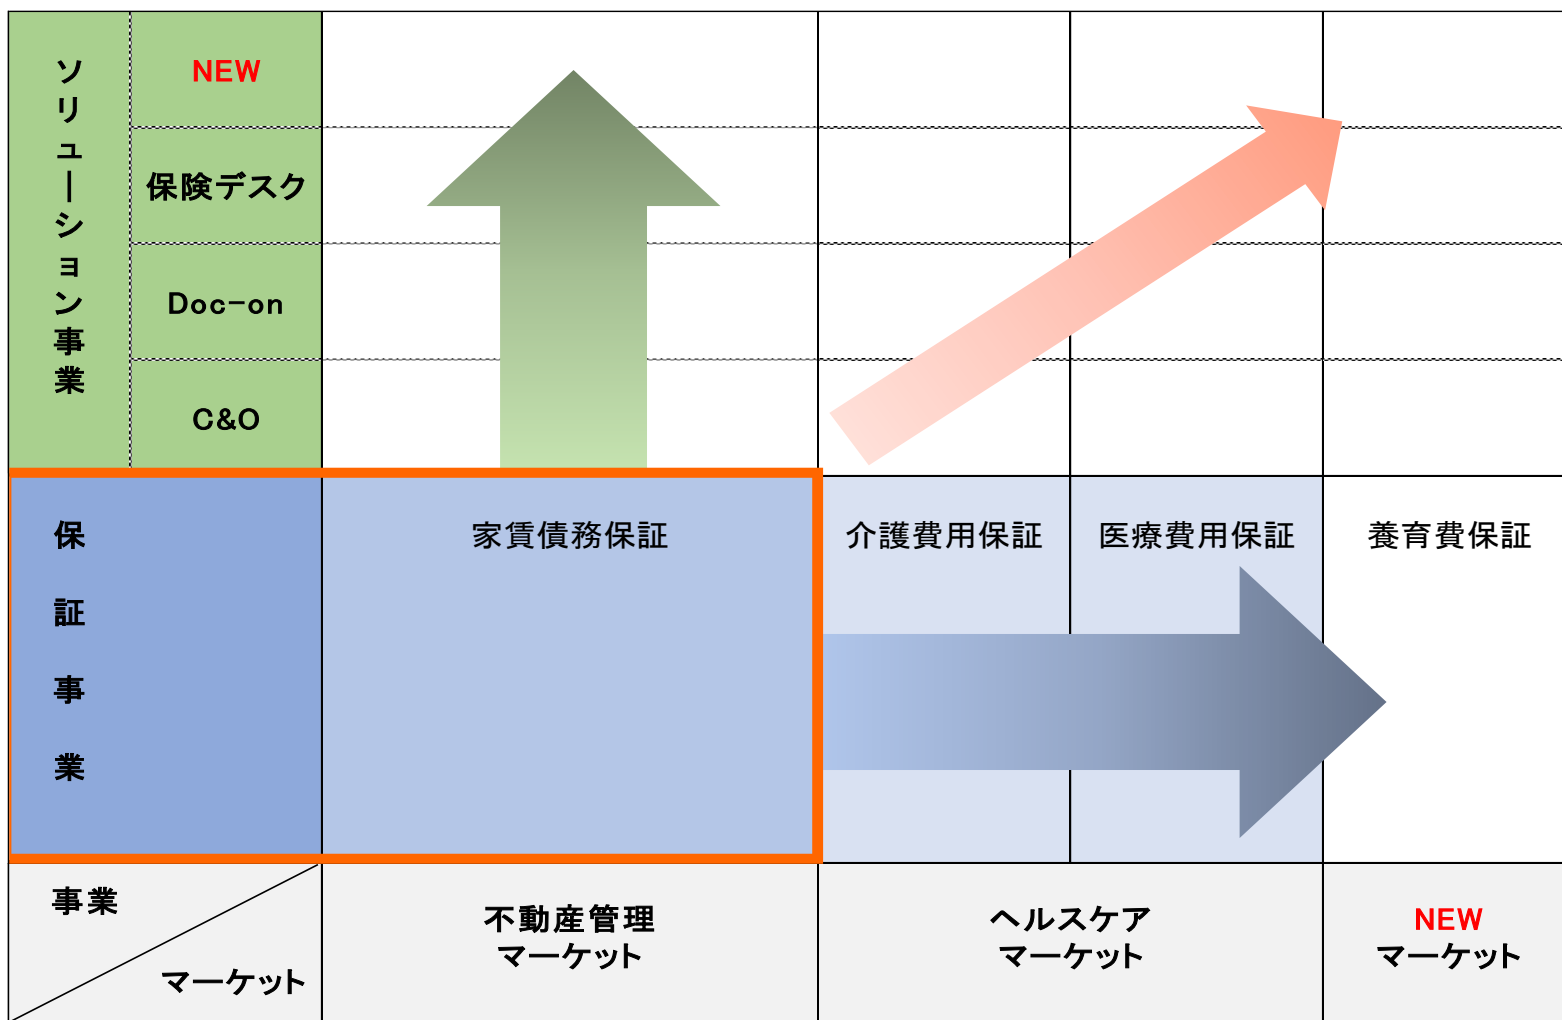 ソリューション事業
NEW
保険デスク
Doc-on
C&O
保証事業
家賃債務保証
介護費用保証
医療費用保証
養育費保証
事業
マーケット
不動産管理
マーケット
ヘルスケア
マーケット
NEW
マーケット